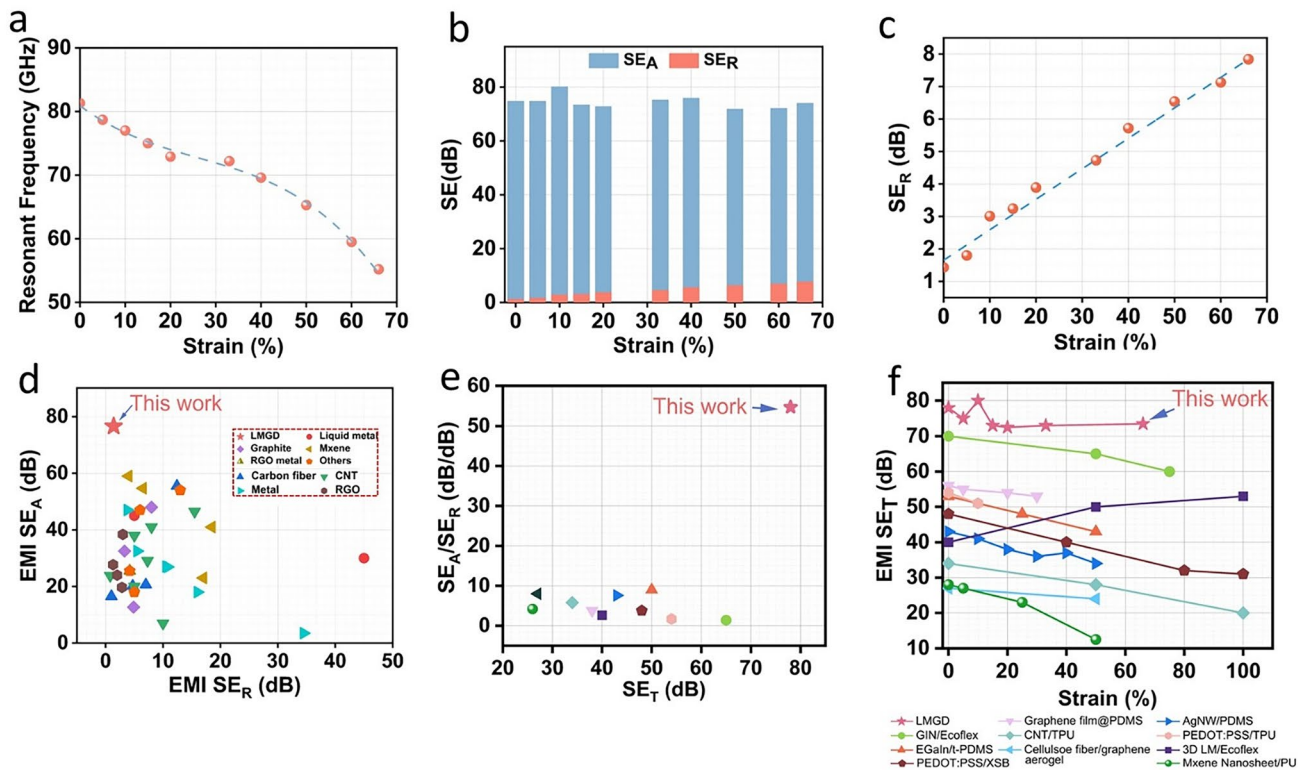 a
Resonant Frequency (GHz)
90
80
70
60
50
0 10 20 30 40 50 60 70
Strain (%)
b
SE(dB)
SEA SER
80
60
40
20
0
0 10 20 30 40 50 60 70
Strain (%)
c
SER (dB)
8
7
6
5
4
3
2
1
0 10 20 30 40 50 60 70
Strain (%)
d
EMI SEA (dB)
This work
LMGD Liquid metal
Graphite Mxene
RGO metal Others
Carbon fiber CNT
Metal RGO
80
60
40
20
0
0 10 20 30 40 50
EMI SER (dB)
e
SEA/SER (dB/dB)
This work
60
50
40
30
20
10
0
20 30 40 50 60 70 80
SET (dB)
f
EMI SET (dB)
This work
80
70
60
50
40
30
20
10
0 20 40 60 80 100
Strain (%)
LMGD Graphene film@PDMS AgNW/PDMS
GIN/Ecoflex CNT/TPU PEDOT:PSS/TPU
EGaIn/t-PDMS Cellulsoe fiber/graphene 3D LM/Ecoflex
PEDOT:PSS/XSB aerogel Mxene Nanosheet/PU